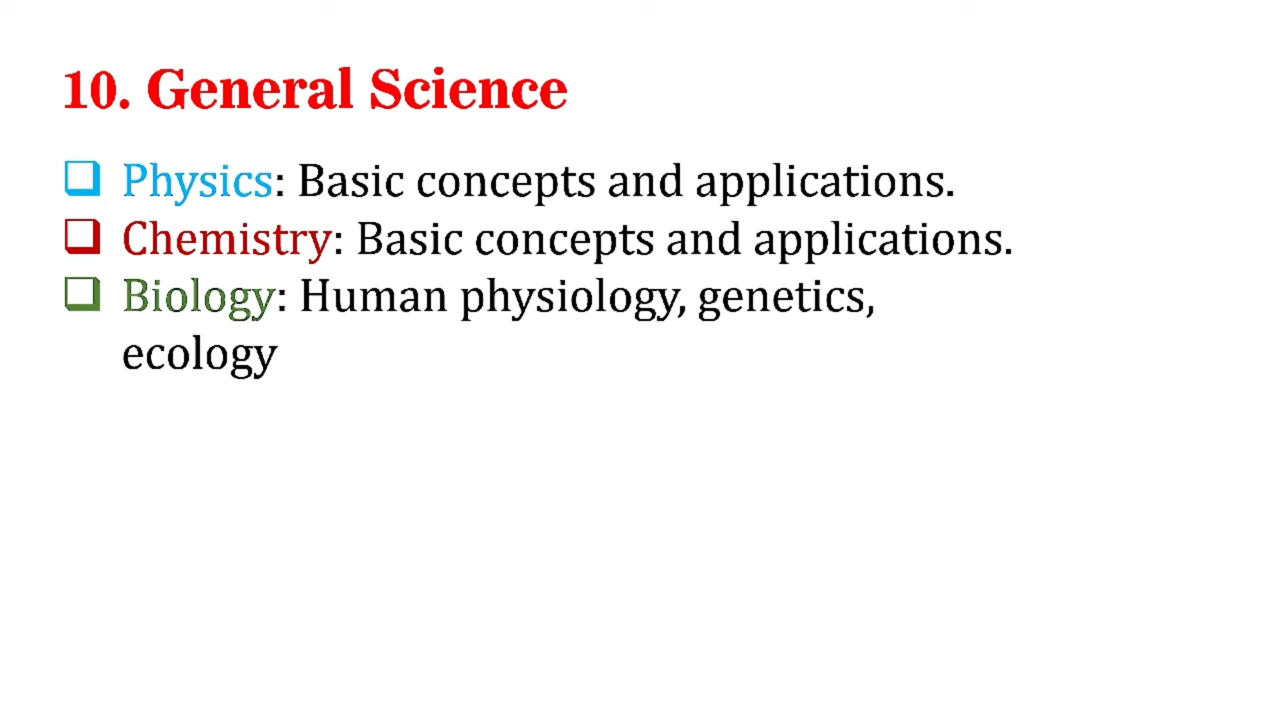 10. General Science
❑ Physics: Basic concepts and applications.
❑ Chemistry: Basic concepts and applications.
❑ Biology: Human physiology, genetics,
ecology